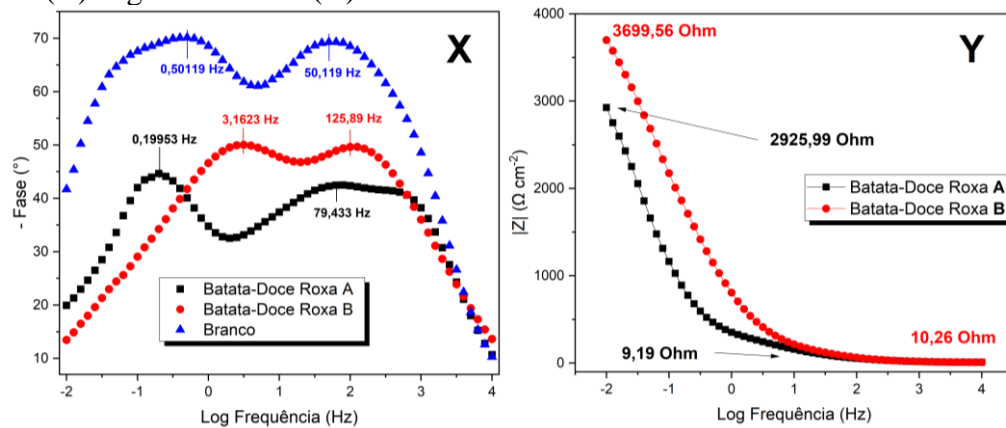 X
- Fase (°)
70
60
50
40
30
20
10
0,50119 Hz
50,119 Hz
3,1623 Hz
125,89 Hz
0,19953 Hz
79,433 Hz
Batata-Doce Roxa A
Batata-Doce Roxa B
Branco
-2
-1
0
1
2
3
4
Log Frequência (Hz)
Y
|Z| (Ω cm⁻²)
4000
3000
2000
1000
0
3699,56 Ohm
2925,99 Ohm
Batata-Doce Roxa A
Batata-Doce Roxa B
10,26 Ohm
9,19 Ohm
-2
-1
0
1
2
3
4
Log Frequência (Hz)